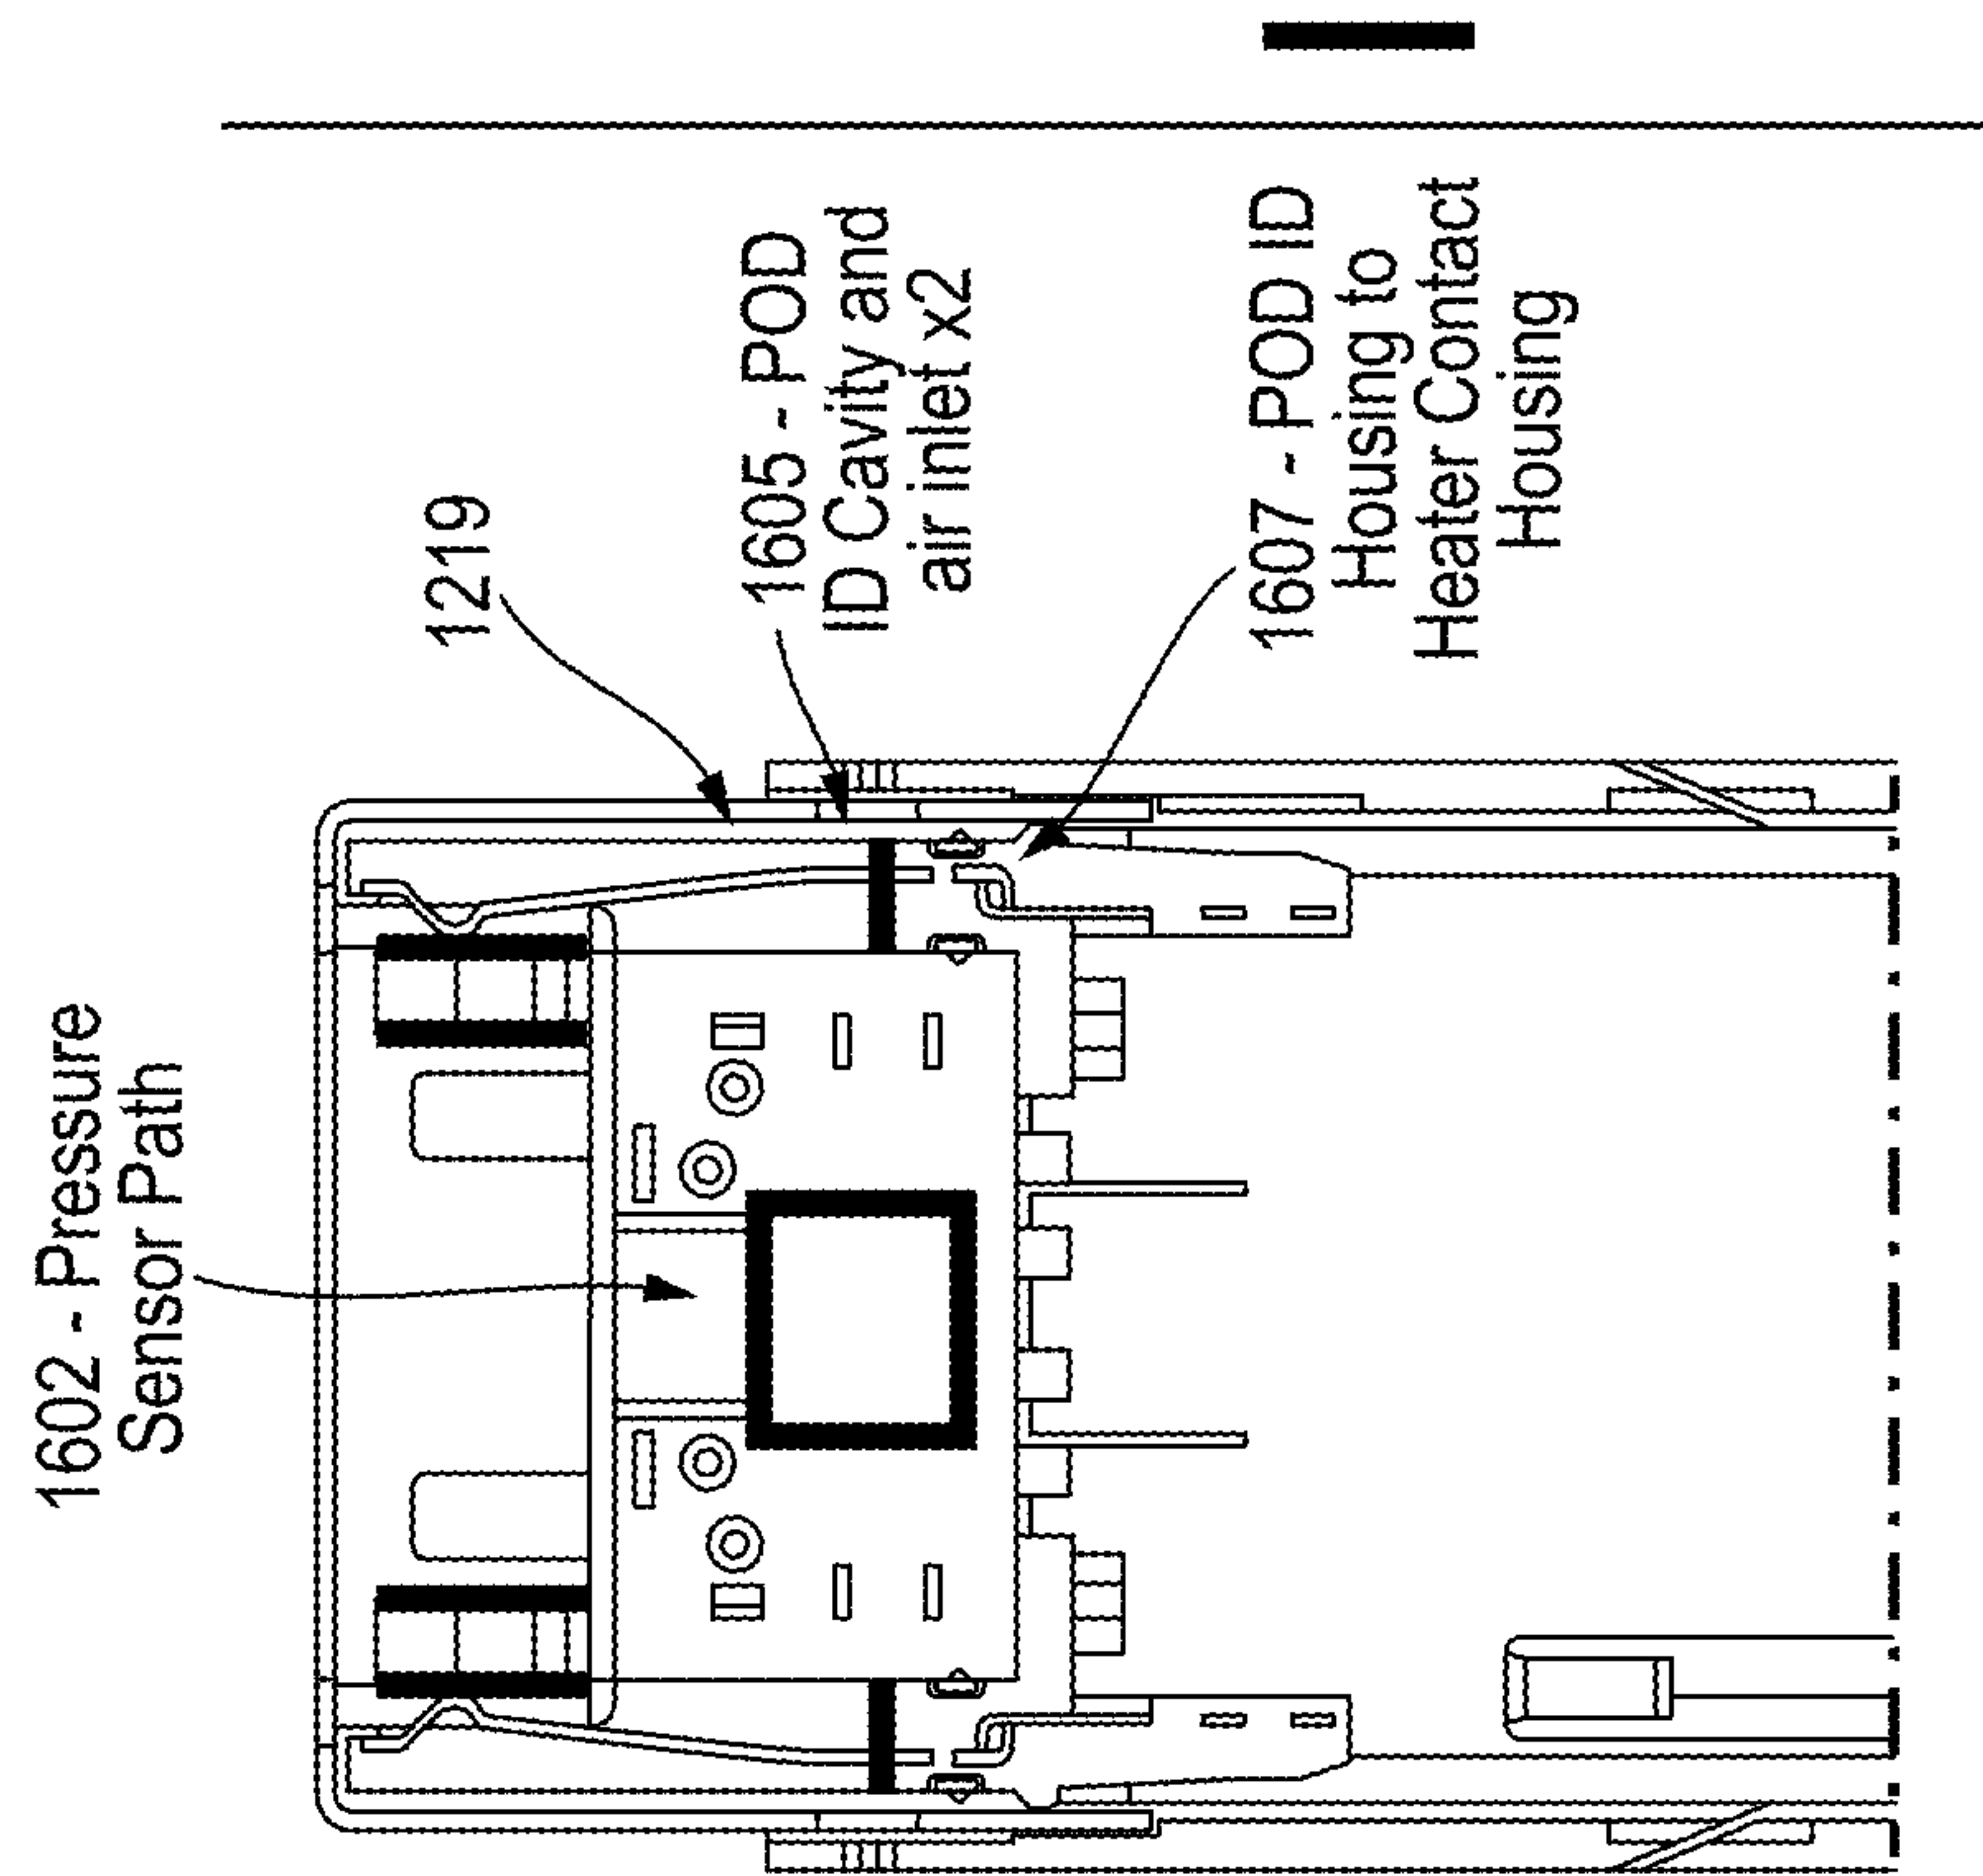 1602 - Pressure
Sensor Path
1219
1605 - POD
ID Cavity and
air inlet x2
1607 - POD ID
Housing to
Heater Contact
Housing